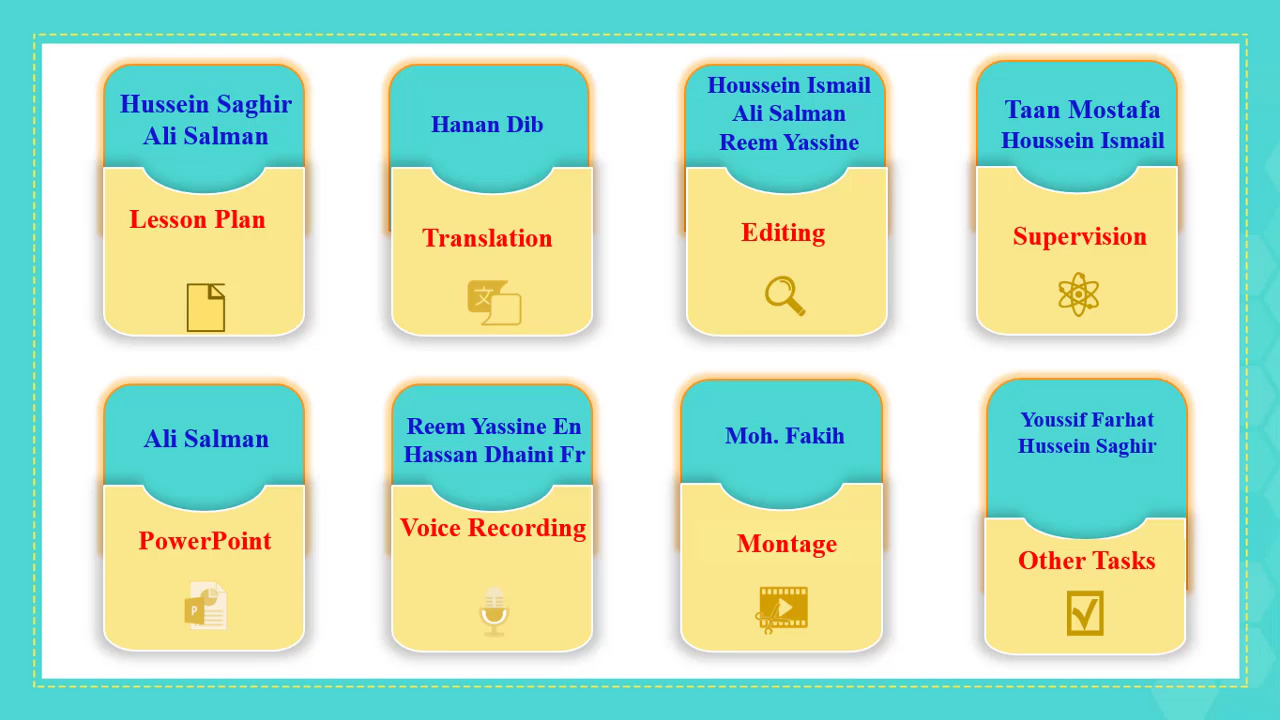 Hussein Saghir
Ali Salman
Lesson Plan
Hanan Dib
Translation
文
Houssein Ismail
Ali Salman
Reem Yassine
Editing
Taan Mostafa
Houssein Ismail
Supervision
Ali Salman
PowerPoint
P
Reem Yassine En
Hassan Dhaini Fr
Voice Recording
Moh. Fakih
Montage
Youssif Farhat
Hussein Saghir
Other Tasks